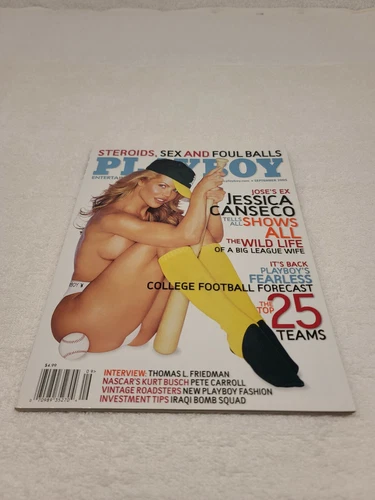 STEROIDS, SEX AND FOUL BALLS
PLAYBOY
SEPTEMBER 2005
JOSE'S EX
JESSICA
CANSECO
TELLS ALL SHOWS
ALL
THE WILD LIFE
OF A BIG LEAGUE WIFE
IT'S BACK
PLAYBOY'S
FEARLESS
COLLEGE FOOTBALL FORECAST
THE TOP 25
TEAMS
$4.99
INTERVIEW: THOMAS L. FRIEDMAN
NASCAR'S KURT BUSCH PETE CARROLL
VINTAGE ROADSTERS NEW PLAYBOY FASHION
INVESTMENT TIPS IRAQI BOMB SQUAD